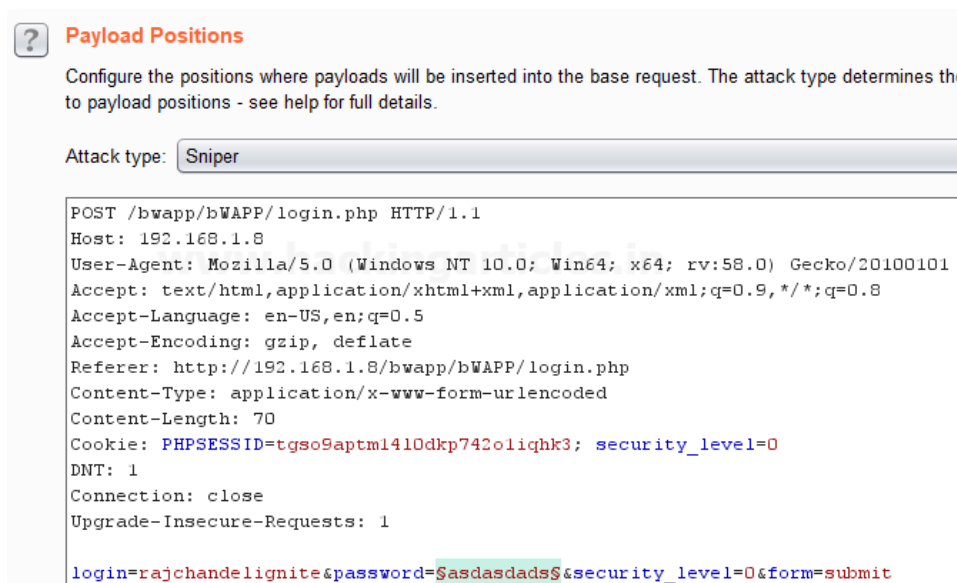 ?
Payload Positions
Configure the positions where payloads will be inserted into the base request. The attack type determines the
to payload positions - see help for full details.
Attack type: Sniper
www.hackingarticles.in
POST /bwapp/bWAPP/login.php HTTP/1.1
Host: 192.168.1.8
User-Agent: Mozilla/5.0 (Windows NT 10.0; Win64; x64; rv:58.0) Gecko/20100101
Accept: text/html,application/xhtml+xml,application/xml;q=0.9,*/*;q=0.8
Accept-Language: en-US,en;q=0.5
Accept-Encoding: gzip, deflate
Referer: http://192.168.1.8/bwapp/bWAPP/login.php
Content-Type: application/x-www-form-urlencoded
Content-Length: 70
Cookie: PHPSESSID=tgso9aptm14l0dkp742o1iqhk3; security_level=0
DNT: 1
Connection: close
Upgrade-Insecure-Requests: 1
login=rajchandelignite&password=§asdasdads§&security_level=0&form=submit